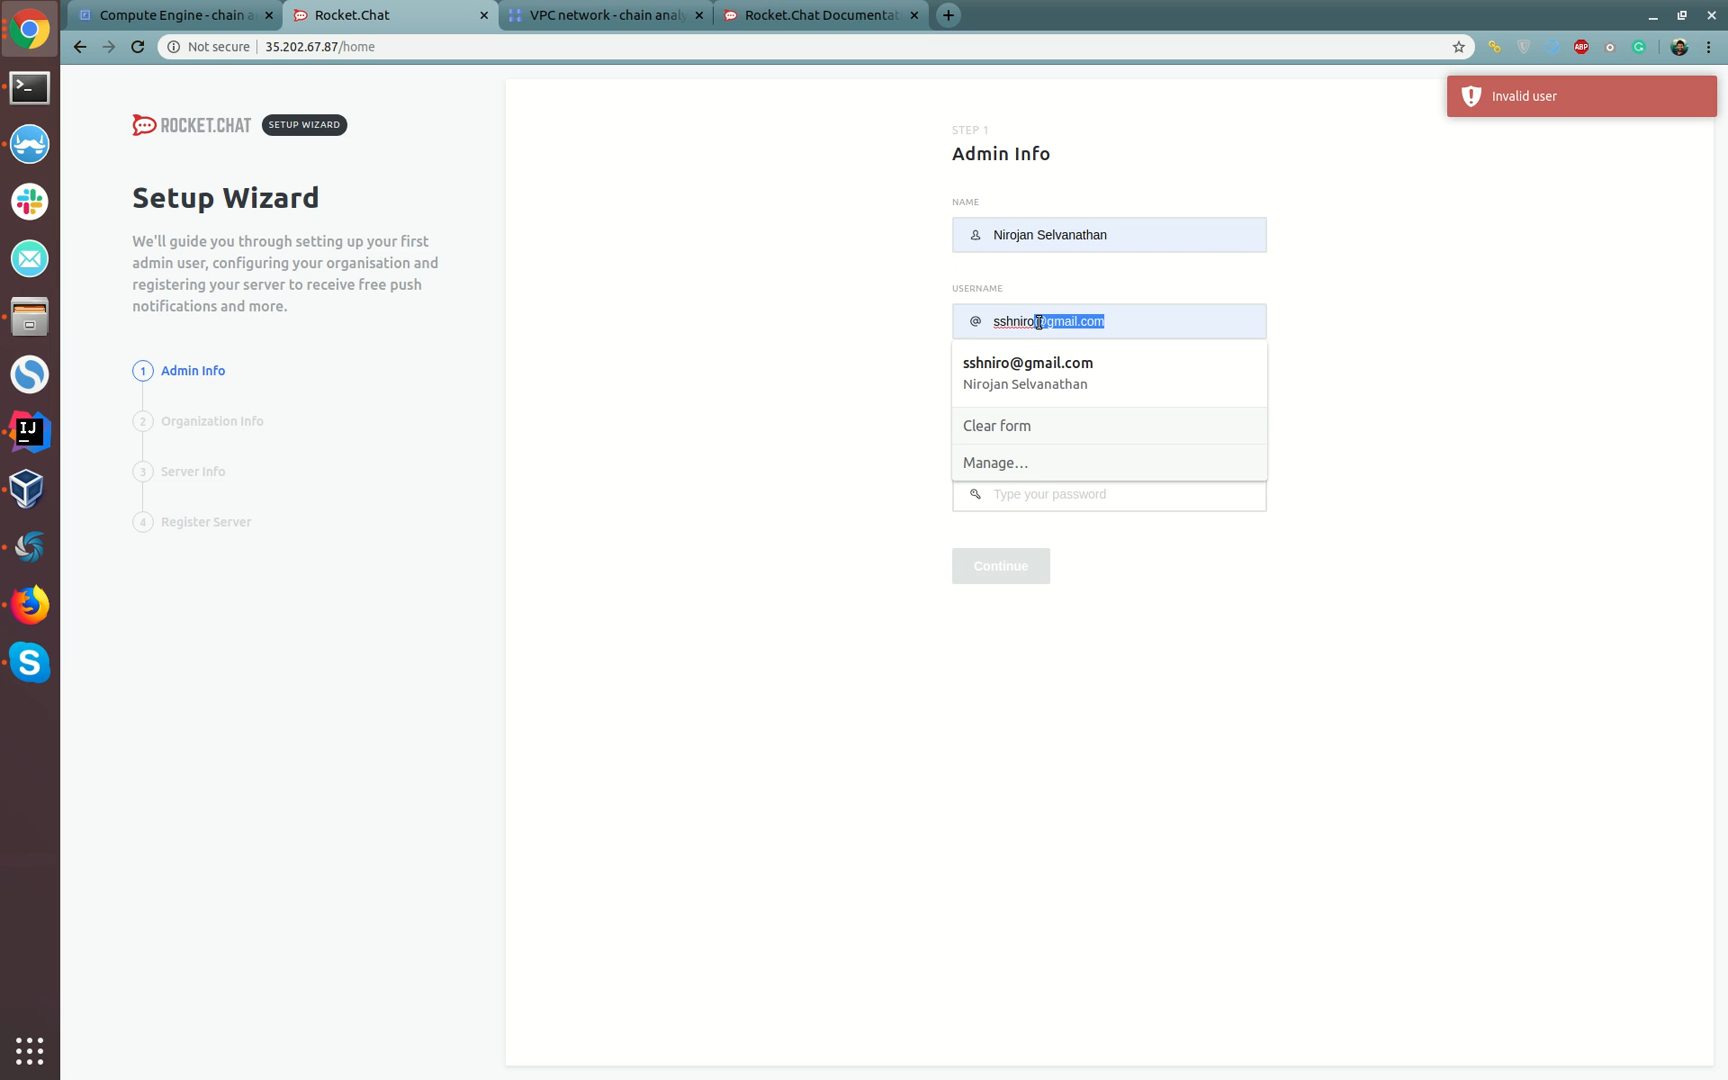 Compute Engine - chain a
Rocket.Chat
VPC network - chain analy
Rocket.Chat Documentat
Not secure
35.202.67.87/home
ABP
Invalid user
ROCKET.CHAT
SETUP WIZARD
Setup Wizard
We'll guide you through setting up your first
admin user, configuring your organisation and
registering your server to receive free push
notifications and more.
1 Admin Info
2 Organization Info
3 Server Info
4 Register Server
STEP 1
Admin Info
NAME
Nirojan Selvanathan
USERNAME
@ sshniro@gmail.com
sshniro@gmail.com
Nirojan Selvanathan
Clear form
Manage…
Type your password
Continue
IJ
S